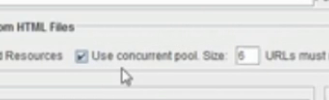 om HTML Files
d Resources Use concurrent pool. Size: 6 URLs must